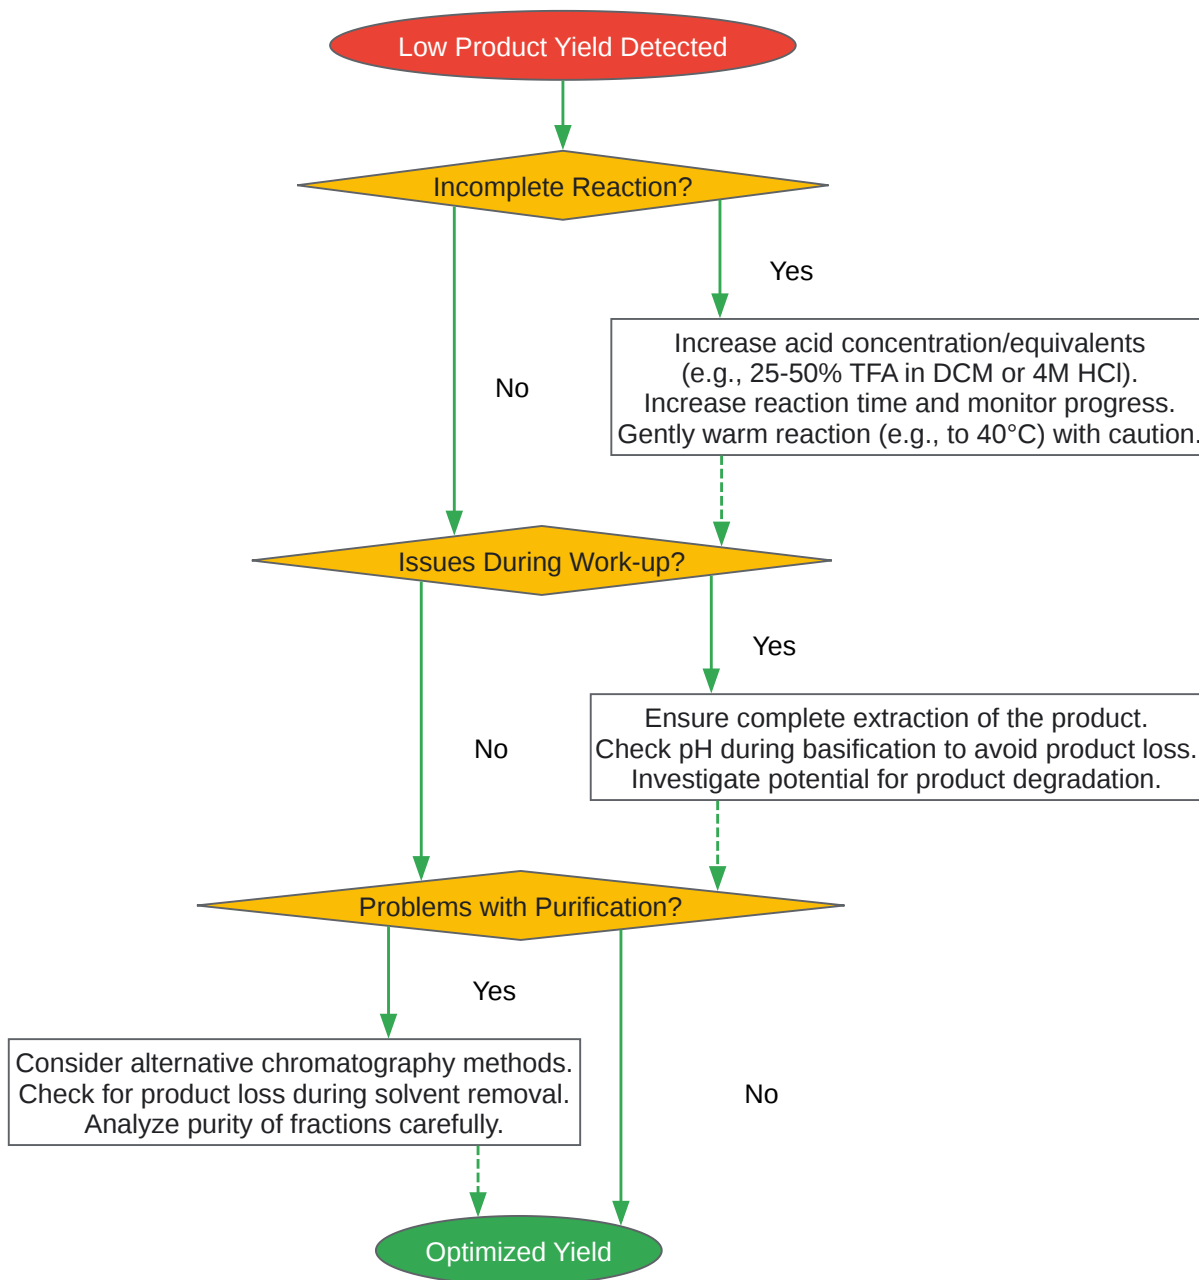 Low Product Yield Detected
Incomplete Reaction?
Yes
Increase acid concentration/equivalents
(e.g., 25-50% TFA in DCM or 4M HCl).
Increase reaction time and monitor progress.
Gently warm reaction (e.g., to 40°C) with caution.
No
Issues During Work-up?
Yes
Ensure complete extraction of the product.
Check pH during basification to avoid product loss.
Investigate potential for product degradation.
No
Problems with Purification?
Yes
Consider alternative chromatography methods.
Check for product loss during solvent removal.
Analyze purity of fractions carefully.
No
Optimized Yield